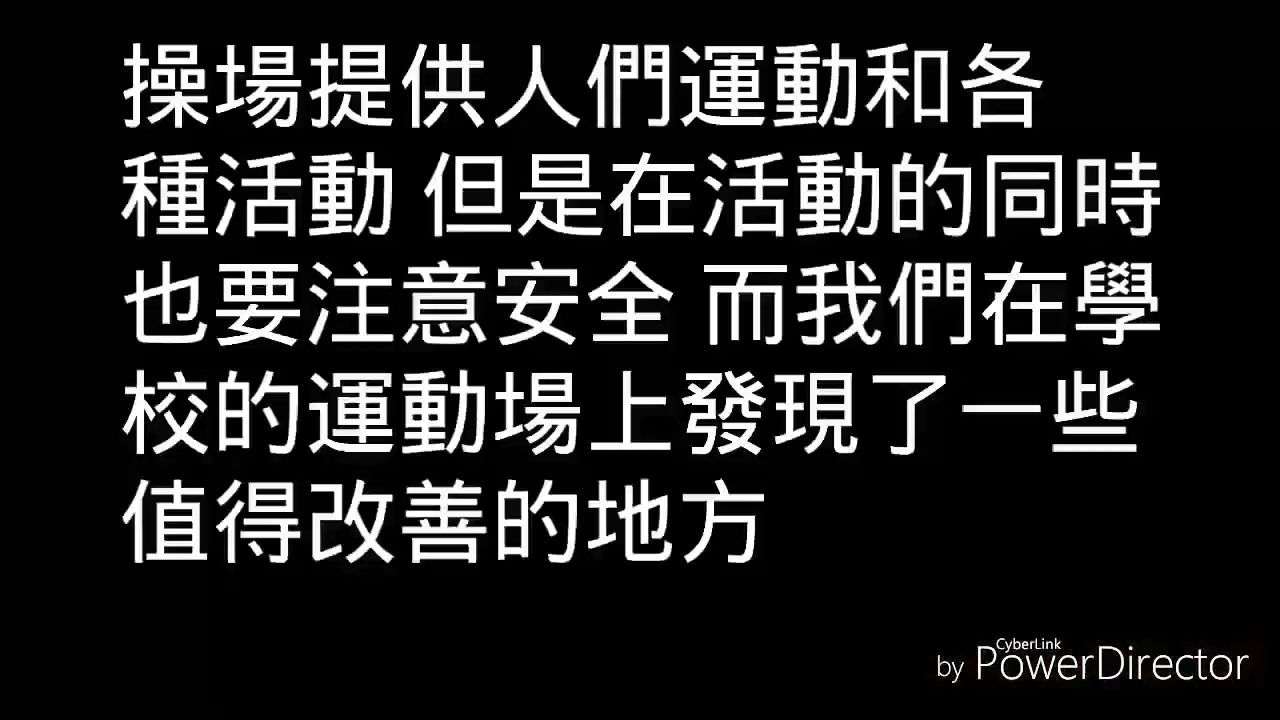 操場提供人們運動和各
種活動 但是在活動的同時
也要注意安全 而我們在學
校的運動場上發現了一些
值得改善的地方
CyberLink
by PowerDirector